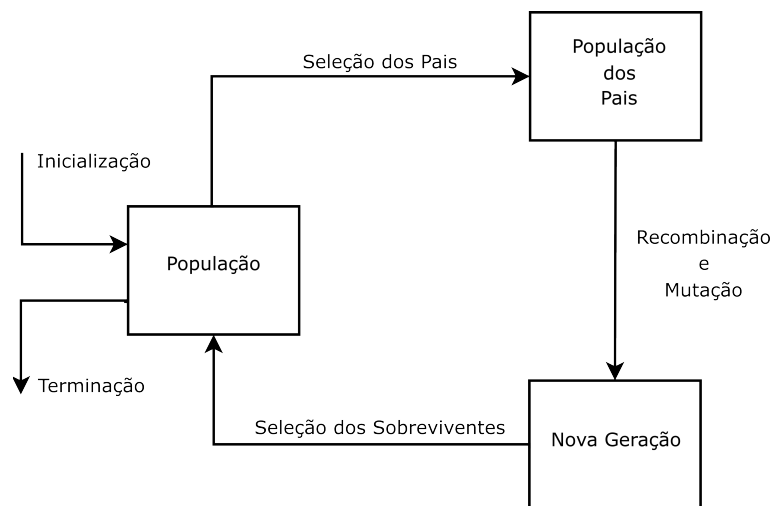 Seleção dos Pais
População
dos
Pais
Inicialização
População
Recombinação
e
Mutação
Terminação
Seleção dos Sobreviventes
Nova Geração